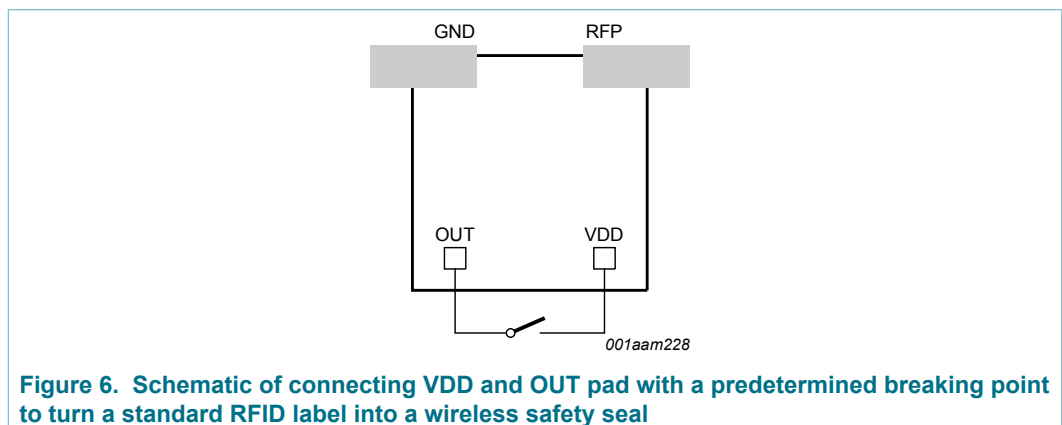 GND RFP
OUT VDD
001aam228
Figure 6. Schematic of connecting VDD and OUT pad with a predetermined breaking point
to turn a standard RFID label into a wireless safety seal